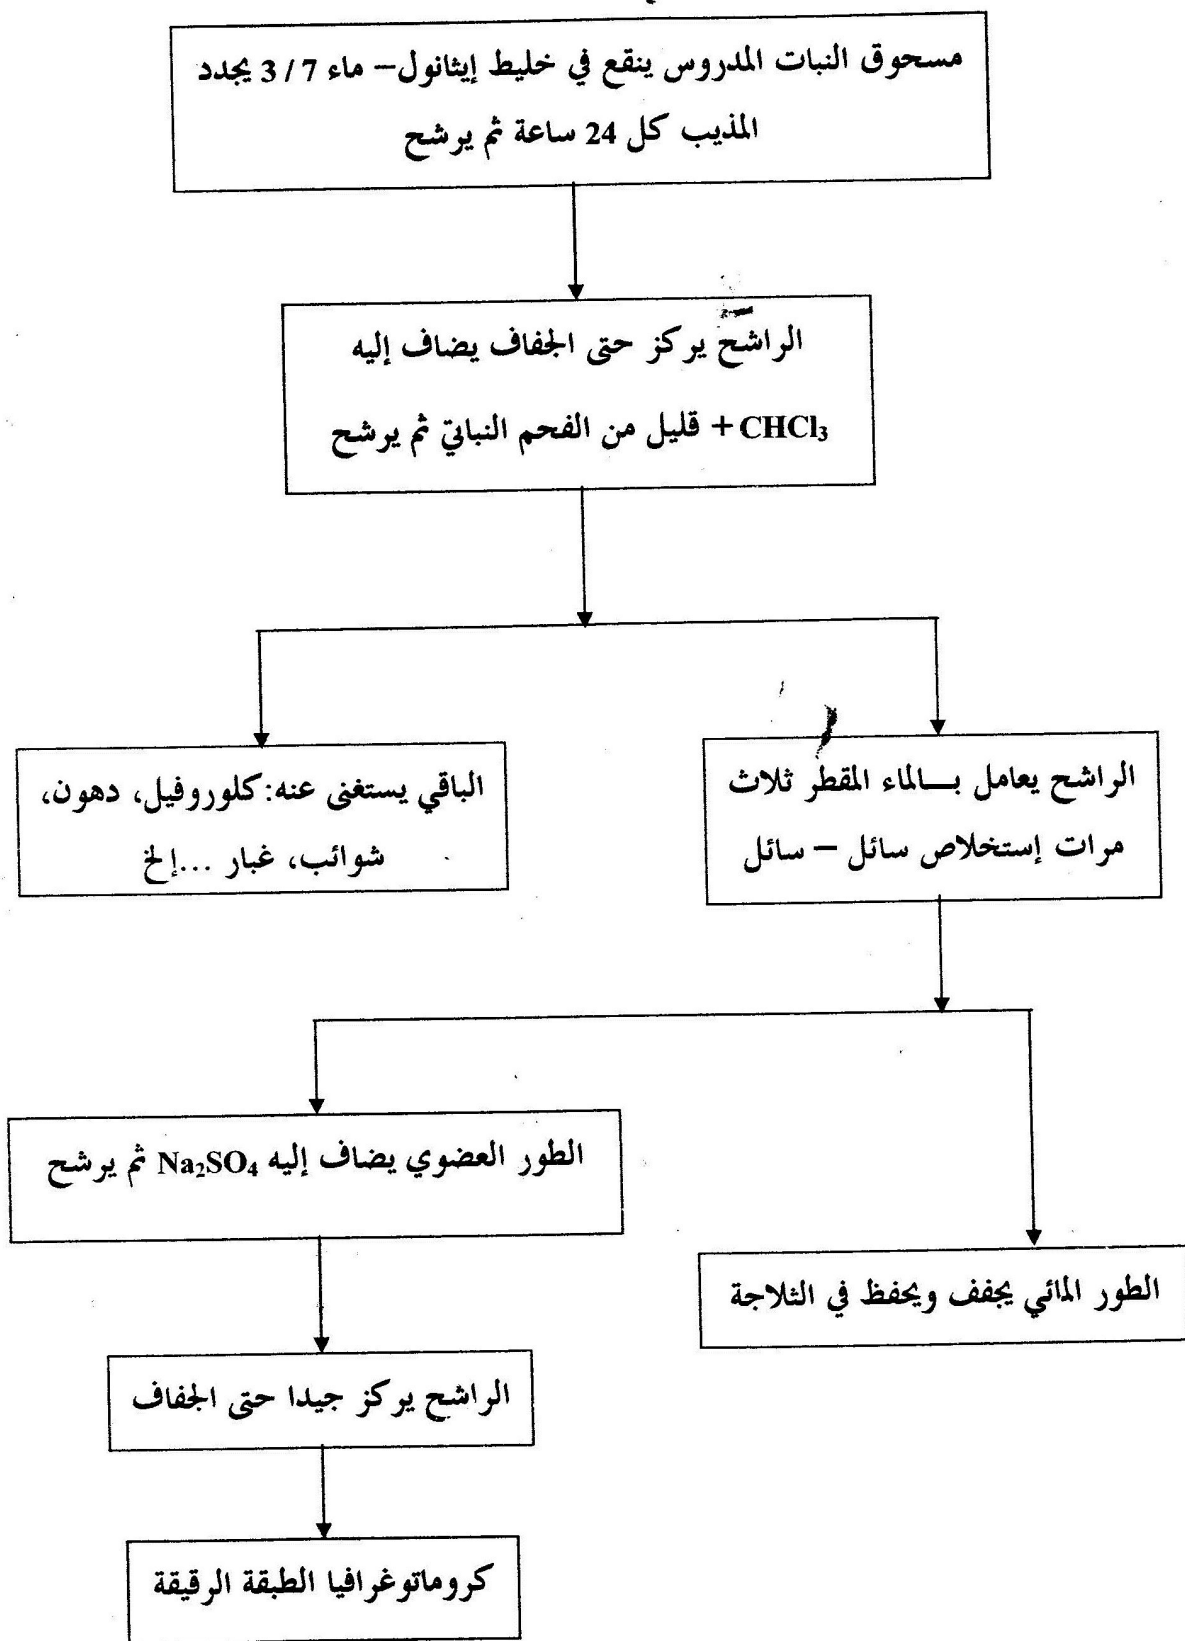 مسحوق النبات المدروس ينقع في خليط إيثانول– ماء 7 / 3 يجدد
المذيب كل 24 ساعة ثم يرشح
الراشح يركز حتى الجفاف يضاف إليه
CHCl₃ + قليل من الفحم النباتي ثم يرشح
الراشح يعامل بـالماء المقطر ثلاث
مرات إستخلاص سائل – سائل
الباقي يستغنى عنه:كلوروفيل، دهون،
شوائب، غبار ...إلخ
الطور العضوي يضاف إليه Na₂SO₄ ثم يرشح
الطور المائي يجفف ويحفظ في الثلاجة
الراشح يركز جيدا حتى الجفاف
كروماتوغرافيا الطبقة الرقيقة